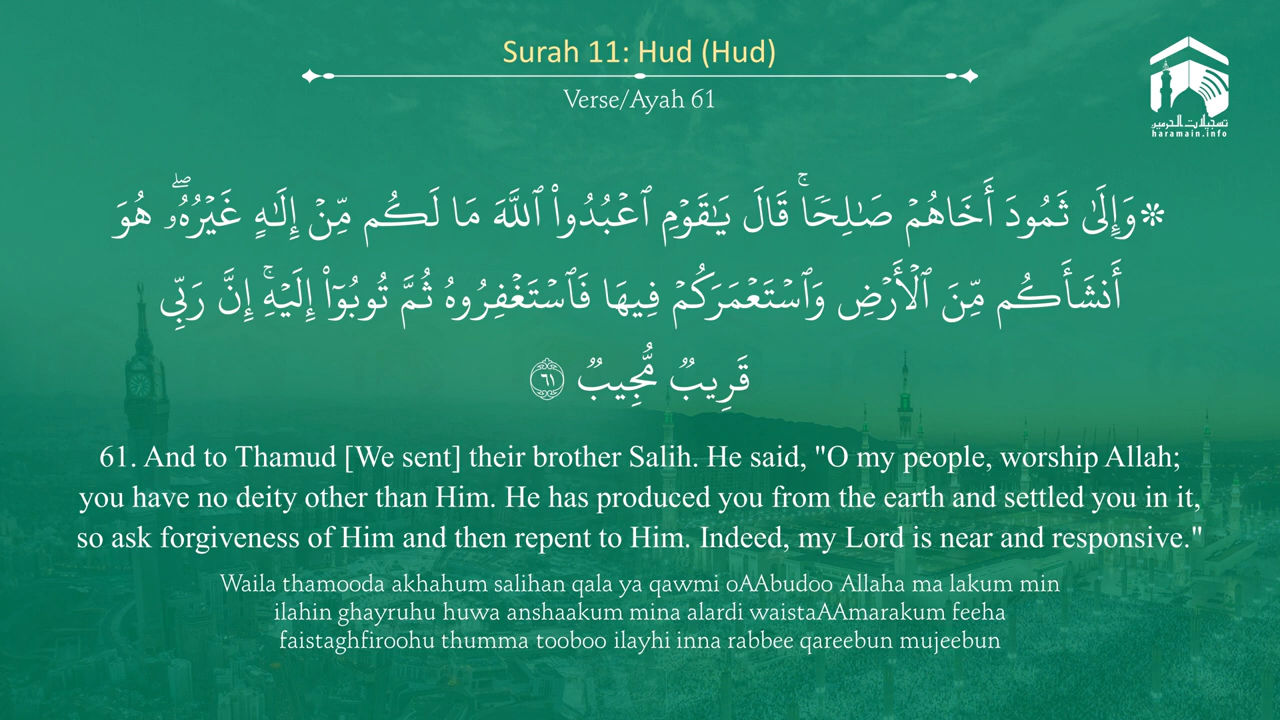 Surah 11: Hud (Hud)
Verse/Ayah 61
تسجيلات الحرمين
haramain.info
۞وَإِلَىٰ ثَمُودَ أَخَاهُمۡ صَٰلِحٗاۚ قَالَ يَٰقَوۡمِ ٱعۡبُدُواْ ٱللَّهَ مَا لَكُم مِّنۡ إِلَٰهٍ غَيۡرُهُۥۖ هُوَ
أَنشَأَكُم مِّنَ ٱلۡأَرۡضِ وَٱسۡتَعۡمَرَكُمۡ فِيهَا فَٱسۡتَغۡفِرُوهُ ثُمَّ تُوبُوٓاْ إِلَيۡهِۚ إِنَّ رَبِّي
قَرِيبٞ مُّجِيبٞ ٦١
61. And to Thamud [We sent] their brother Salih. He said, "O my people, worship Allah;
you have no deity other than Him. He has produced you from the earth and settled you in it,
so ask forgiveness of Him and then repent to Him. Indeed, my Lord is near and responsive."
Waila thamooda akhahum salihan qala ya qawmi oAAbudoo Allaha ma lakum min
ilahin ghayruhu huwa anshaakum mina alardi waistaAAmarakum feeha
faistaghfiroohu thumma tooboo ilayhi inna rabbee qareebun mujeebun